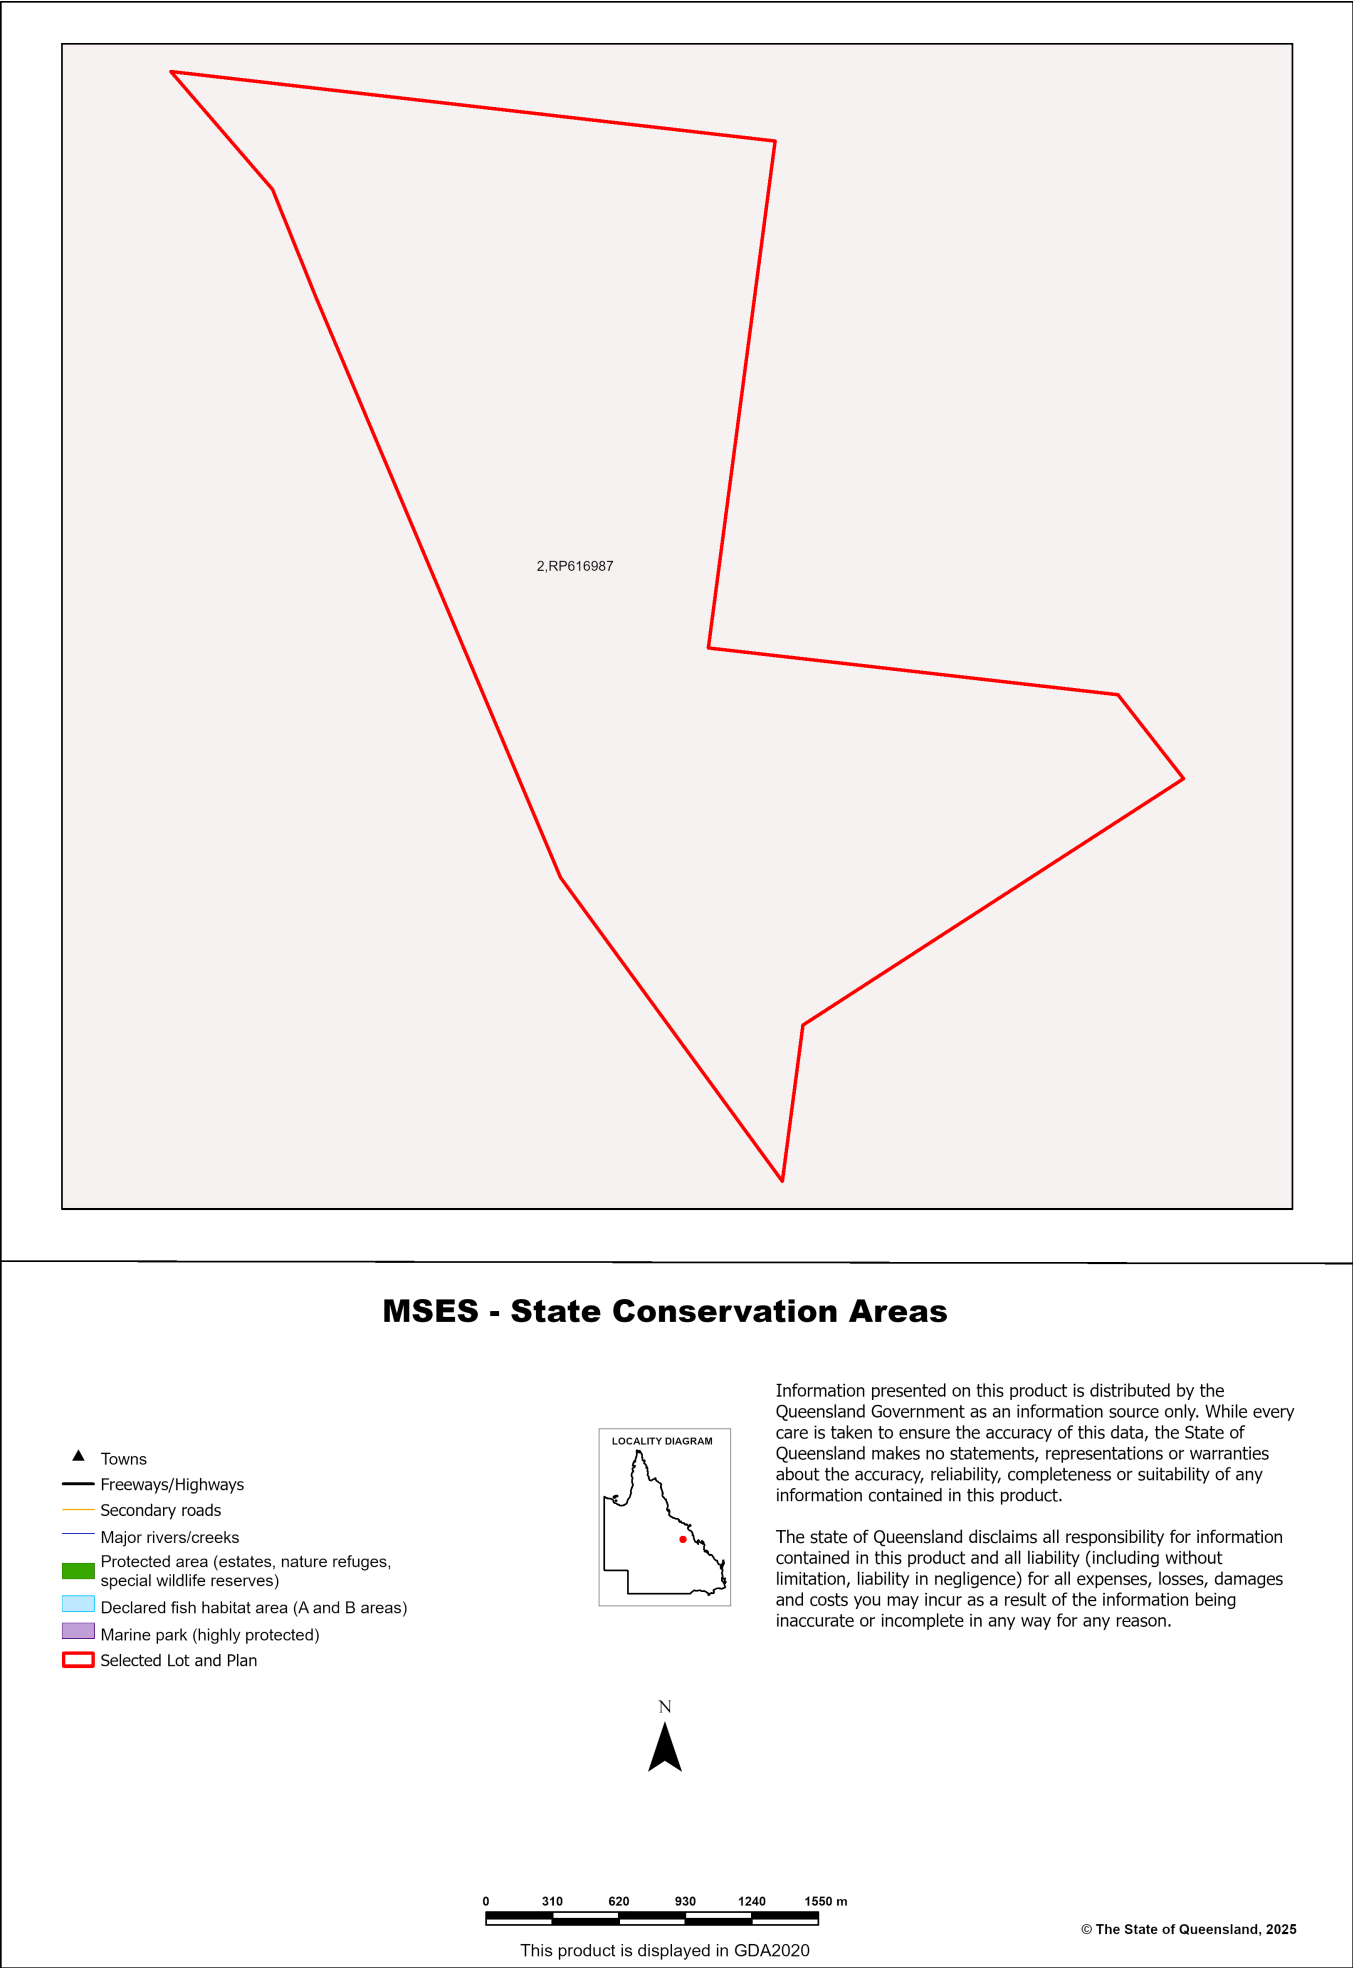 2,RP616987
MSES - State Conservation Areas
Towns
Freeways/Highways
Secondary roads
Major rivers/creeks
Protected area (estates, nature refuges,
special wildlife reserves)
Declared fish habitat area (A and B areas)
Marine park (highly protected)
Selected Lot and Plan
LOCALITY DIAGRAM
N
Information presented on this product is distributed by the
Queensland Government as an information source only. While every
care is taken to ensure the accuracy of this data, the State of
Queensland makes no statements, representations or warranties
about the accuracy, reliability, completeness or suitability of any
information contained in this product.
The state of Queensland disclaims all responsibility for information
contained in this product and all liability (including without
limitation, liability in negligence) for all expenses, losses, damages
and costs you may incur as a result of the information being
inaccurate or incomplete in any way for any reason.
0 310 620 930 1240 1550 m
This product is displayed in GDA2020
© The State of Queensland, 2025